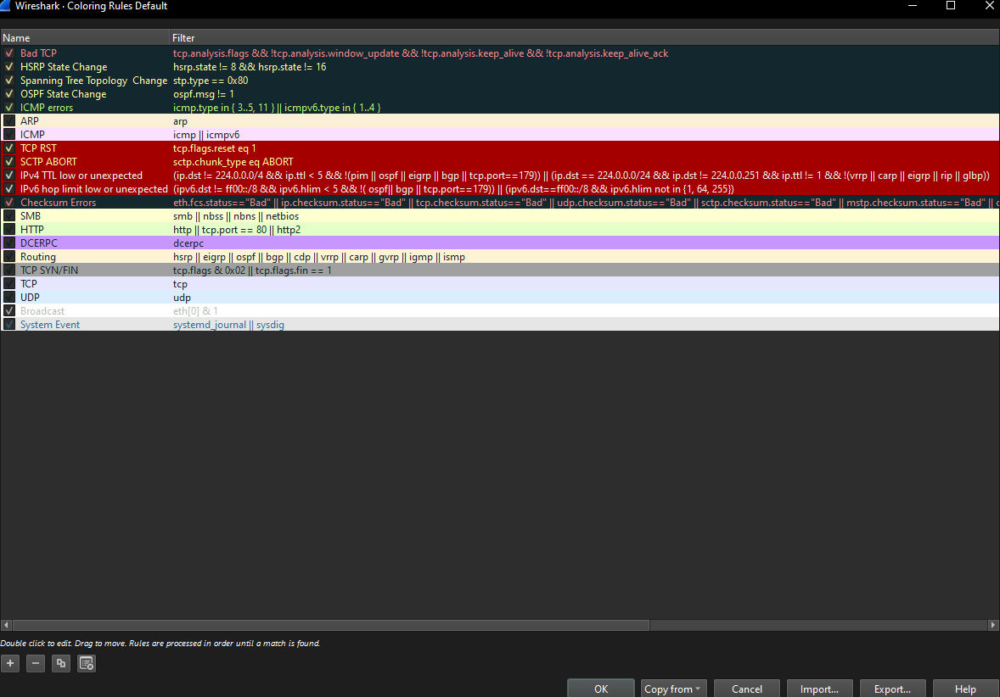 Wireshark · Coloring Rules Default
Name Filter
Bad TCP tcp.analysis.flags && !tcp.analysis.window_update && !tcp.analysis.keep_alive && !tcp.analysis.keep_alive_ack
HSRP State Change hsrp.state != 8 && hsrp.state != 16
Spanning Tree Topology Change stp.type == 0x80
OSPF State Change ospf.msg != 1
ICMP errors icmp.type in { 3..5, 11 } || icmpv6.type in { 1..4 }
ARP arp
ICMP icmp || icmpv6
TCP RST tcp.flags.reset eq 1
SCTP ABORT sctp.chunk_type eq ABORT
IPv4 TTL low or unexpected (ip.dst != 224.0.0.0/4 && ip.ttl < 5 && !(pim || ospf || eigrp || bgp || tcp.port==179)) || (ip.dst == 224.0.0.0/24 && ip.dst != 224.0.0.251 && ip.ttl != 1 && !(vrrp || carp || eigrp || rip || glbp))
IPv6 hop limit low or unexpected (ipv6.dst != ff00::/8 && ipv6.hlim < 5 && !( ospf|| bgp || tcp.port==179)) || (ipv6.dst==ff00::/8 && ipv6.hlim not in {1, 64, 255})
Checksum Errors eth.fcs.status=="Bad" || ip.checksum.status=="Bad" || tcp.checksum.status=="Bad" || udp.checksum.status=="Bad" || sctp.checksum.status=="Bad" || mstp.checksum.status=="Bad" ||
SMB smb || nbss || nbns || netbios
HTTP http || tcp.port == 80 || http2
DCERPC dcerpc
Routing hsrp || eigrp || ospf || bgp || cdp || vrrp || carp || gvrp || igmp || ismp
TCP SYN/FIN tcp.flags & 0x02 || tcp.flags.fin == 1
TCP tcp
UDP udp
Broadcast eth[0] & 1
System Event systemd_journal || sysdig
Double click to edit. Drag to move. Rules are processed in order until a match is found.
OK Copy from Cancel Import... Export... Help